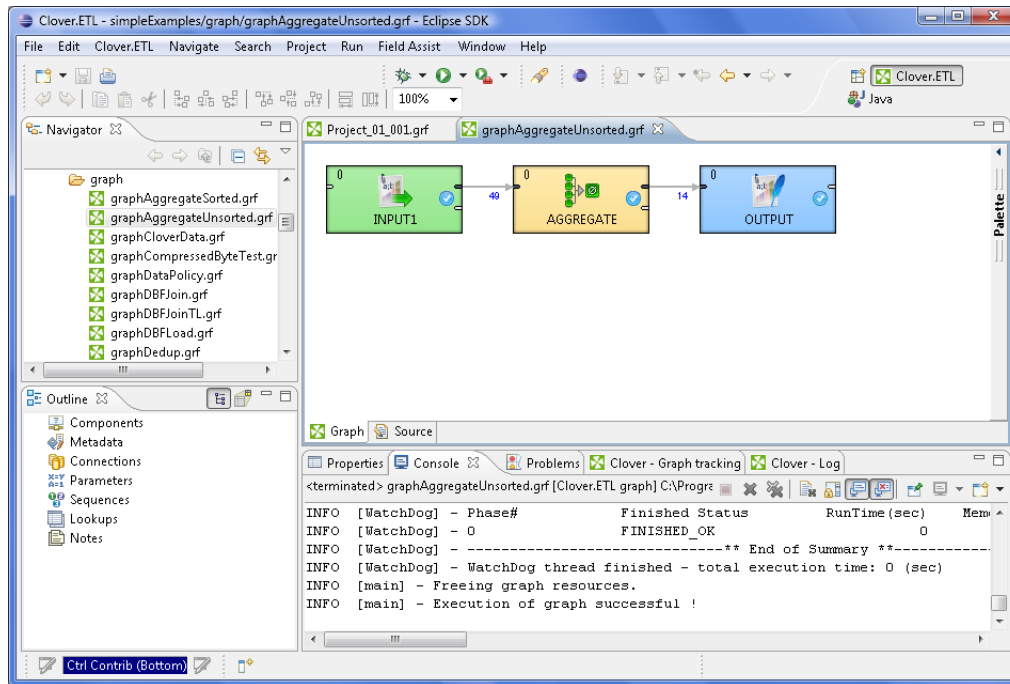 Clover.ETL - simpleExamples/graph/graphAggregateUnsorted.grf - Eclipse SDK
File Edit Clover.ETL Navigate Search Project Run Field Assist Window Help
Clover.ETL
100%
Java
Navigator
Project_01_001.grf graphAggregateUnsorted.grf
graph
graphAggregateSorted.grf
graphAggregateUnsorted.grf
graphCloverData.grf
graphCompressedByteTest.gr
graphDataPolicy.grf
graphDBFJoin.grf
graphDBFJoinTL.grf
graphDBFLoad.grf
graphDedup.grf
0 INPUT1
49
0 AGGREGATE
14
0 OUTPUT
Palette
Graph Source
Outline
Components
Metadata
Connections
Parameters
Sequences
Lookups
Notes
Properties Console Problems Clover - Graph tracking Clover - Log
<terminated> graphAggregateUnsorted.grf [Clover.ETL graph] C:\Progra
INFO [WatchDog] - Phase# Finished Status RunTime(sec) Mem
INFO [WatchDog] - 0 FINISHED_OK 0
INFO [WatchDog] - ------------------------------** End of Summary **------------
INFO [WatchDog] - WatchDog thread finished - total execution time: 0 (sec)
INFO [main] - Freeing graph resources.
INFO [main] - Execution of graph successful !
Ctrl Contrib (Bottom)